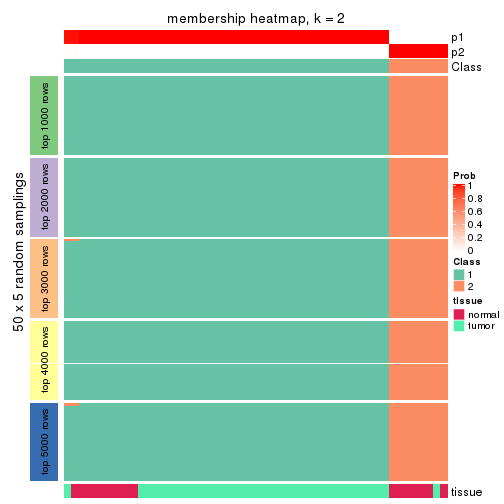 membership heatmap, k = 2
p1
p2
Class
50 x 5 random samplings
top 1000 rows
top 2000 rows
top 3000 rows
top 4000 rows
top 5000 rows
Prob
1
0.8
0.6
0.4
0.2
0
Class
1
2
tissue
normal
tumor
tissue